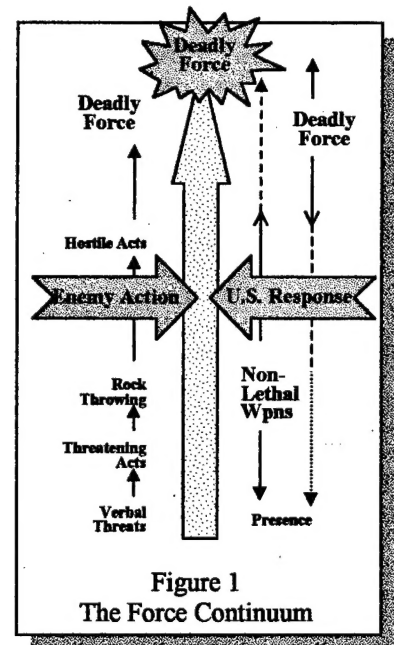 Deadly
Force
Deadly
Force
Deadly
Force
Hostile Acts
Enemy Action
U.S. Response
Rock
Throwing
Non-
Lethal
Wpns
Threatening
Acts
Verbal
Threats
Presence
Figure 1
The Force Continuum